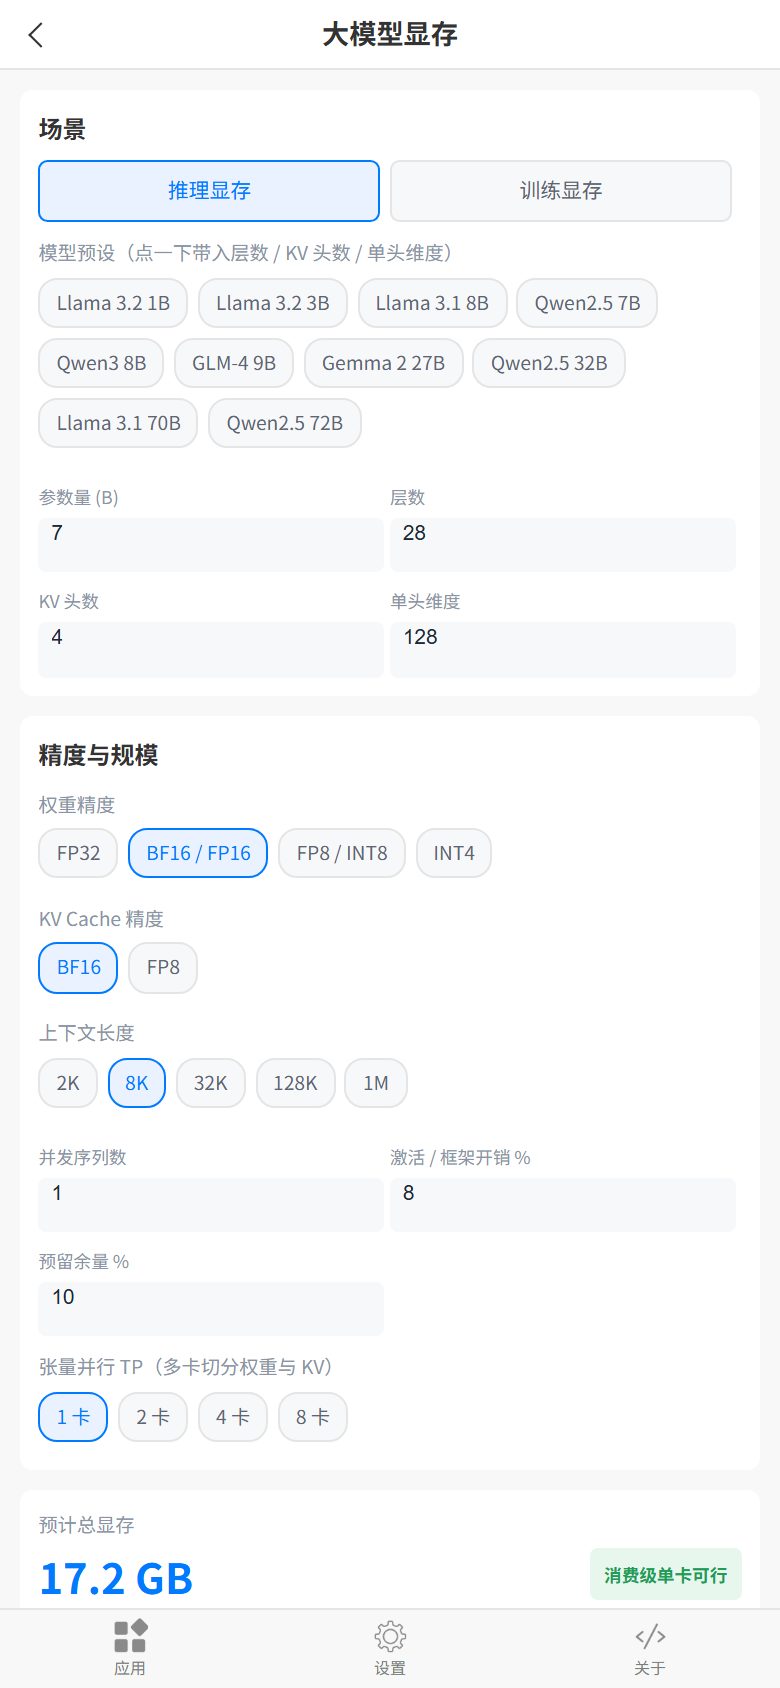 大模型显存
场景
推理显存 训练显存
模型预设（点一下带入层数 / KV 头数 / 单头维度）
Llama 3.2 1B Llama 3.2 3B Llama 3.1 8B Qwen2.5 7B
Qwen3 8B GLM-4 9B Gemma 2 27B Qwen2.5 32B
Llama 3.1 70B Qwen2.5 72B
参数量 (B) 层数
7 28
KV 头数 单头维度
4 128
精度与规模
权重精度
FP32 BF16 / FP16 FP8 / INT8 INT4
KV Cache 精度
BF16 FP8
上下文长度
2K 8K 32K 128K 1M
并发序列数 激活 / 框架开销 %
1 8
预留余量 %
10
张量并行 TP（多卡切分权重与 KV）
1 卡 2 卡 4 卡 8 卡
预计总显存
17.2 GB 消费级单卡可行
应用 设置 关于